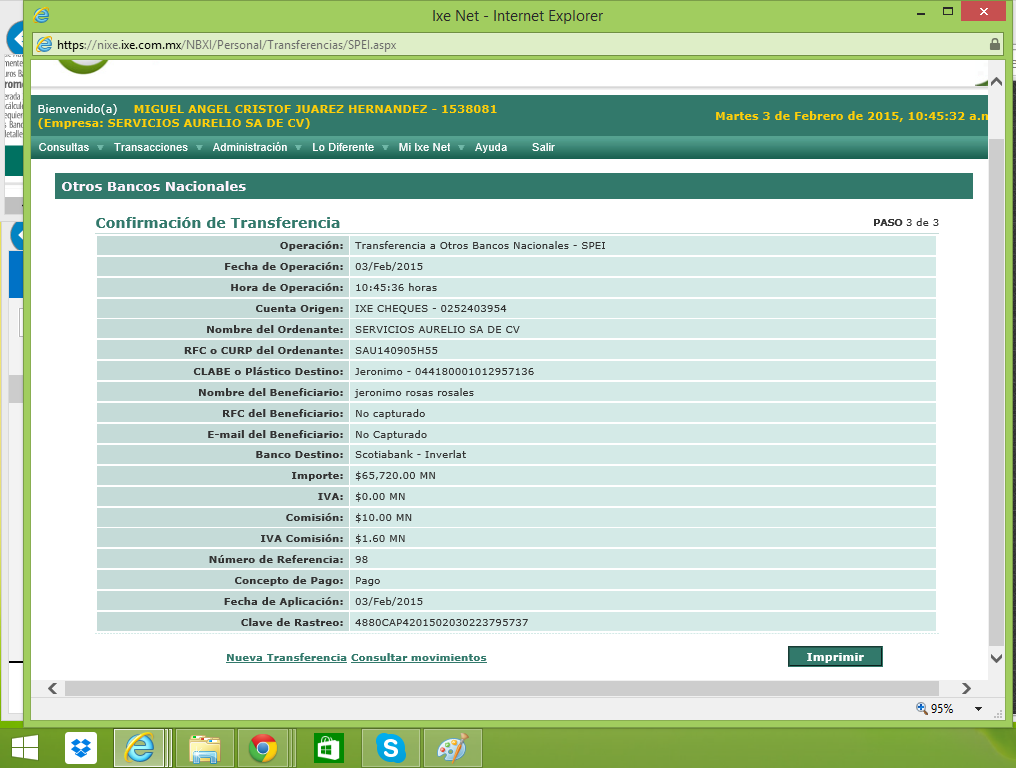 Ixe Net - Internet Explorer
https://nixe.ixe.com.mx/NBXI/Personal/Transferencias/SPEI.aspx
Bienvenido(a) MIGUEL ANGEL CRISTOF JUAREZ HERNANDEZ - 1538081
(Empresa: SERVICIOS AURELIO SA DE CV)
Martes 3 de Febrero de 2015, 10:45:32 a.m
Consultas Transacciones Administración Lo Diferente Mi Ixe Net Ayuda Salir
Otros Bancos Nacionales
Confirmación de Transferencia PASO 3 de 3
Operación: Transferencia a Otros Bancos Nacionales - SPEI
Fecha de Operación: 03/Feb/2015
Hora de Operación: 10:45:36 horas
Cuenta Origen: IXE CHEQUES - 0252403954
Nombre del Ordenante: SERVICIOS AURELIO SA DE CV
RFC o CURP del Ordenante: SAU140905H55
CLABE o Plástico Destino: Jeronimo - 044180001012957136
Nombre del Beneficiario: jeronimo rosas rosales
RFC del Beneficiario: No capturado
E-mail del Beneficiario: No Capturado
Banco Destino: Scotiabank - Inverlat
Importe: $65,720.00 MN
IVA: $0.00 MN
Comisión: $10.00 MN
IVA Comisión: $1.60 MN
Número de Referencia: 98
Concepto de Pago: Pago
Fecha de Aplicación: 03/Feb/2015
Clave de Rastreo: 4880CAP4201502030223795737
Nueva Transferencia Consultar movimientos Imprimir
95%